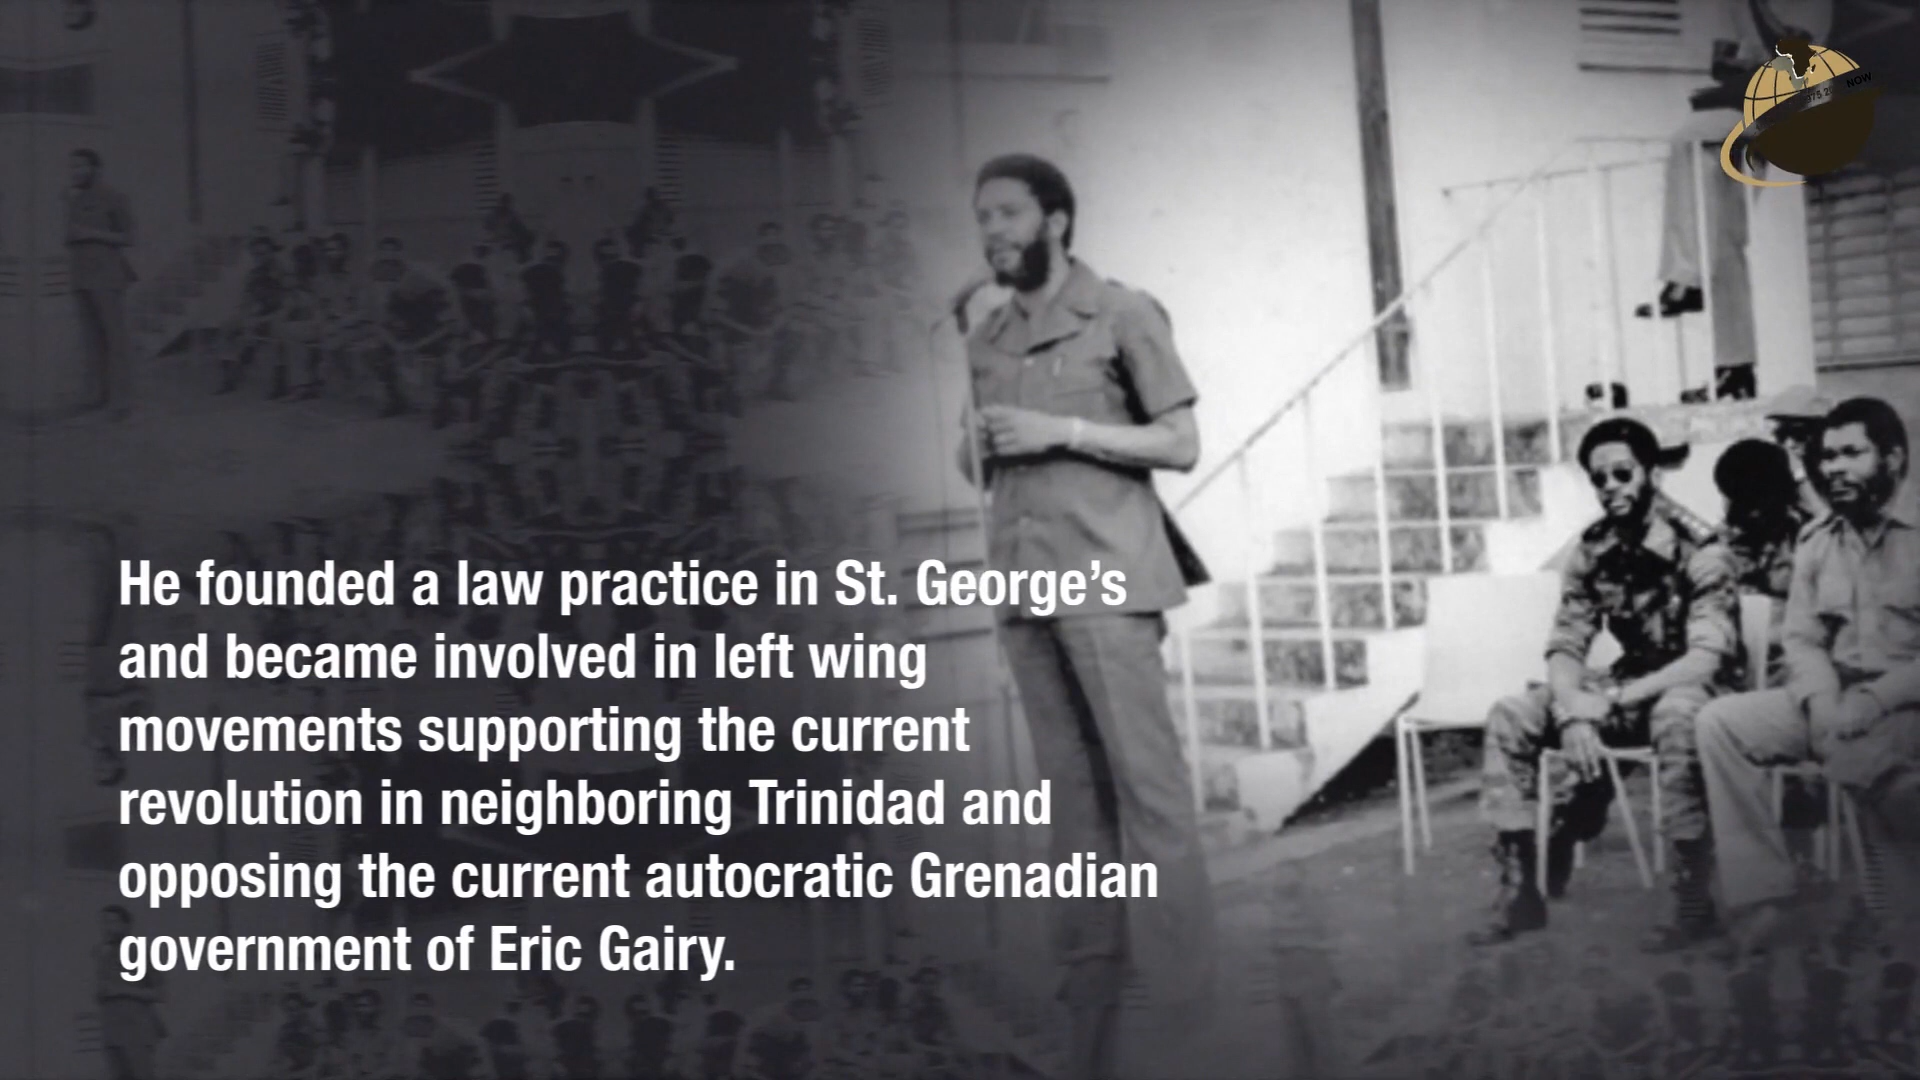 NOW
He founded a law practice in St. George’s
and became involved in left wing
movements supporting the current
revolution in neighboring Trinidad and
opposing the current autocratic Grenadian
government of Eric Gairy.